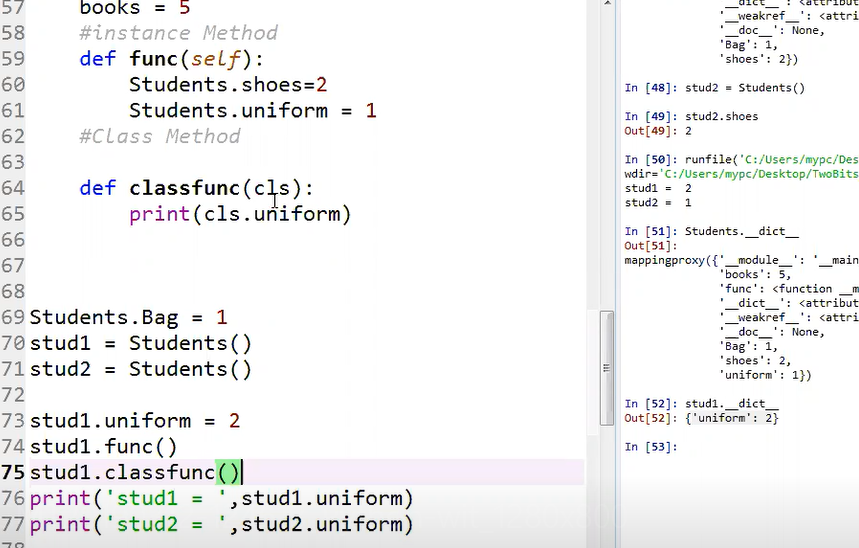 57 books = 5
58 #instance Method
59 def func(self):
60 Students.shoes=2
61 Students.uniform = 1
62 #Class Method
63
64 def classfunc(cls):
65 print(cls.uniform)
66
67
68
69 Students.Bag = 1
70 stud1 = Students()
71 stud2 = Students()
72
73 stud1.uniform = 2
74 stud1.func()
75 stud1.classfunc()
76 print('stud1 = ',stud1.uniform)
77 print('stud2 = ',stud2.uniform)
'__dict__': <attribut
'__weakref__': <attri
'__doc__': None,
'Bag': 1,
'shoes': 2})
In [48]: stud2 = Students()
In [49]: stud2.shoes
Out[49]: 2
In [50]: runfile('C:/Users/mypc/Des
wdir='C:/Users/mypc/Desktop/TwoBits
stud1 = 2
stud2 = 1
In [51]: Students.__dict__
Out[51]:
mappingproxy({'__module__': '__main
'books': 5,
'func': <function __m
'__dict__': <attribut
'__weakref__': <attri
'__doc__': None,
'Bag': 1,
'shoes': 2,
'uniform': 1})
In [52]: stud1.__dict__
Out[52]: {'uniform': 2}
In [53]: